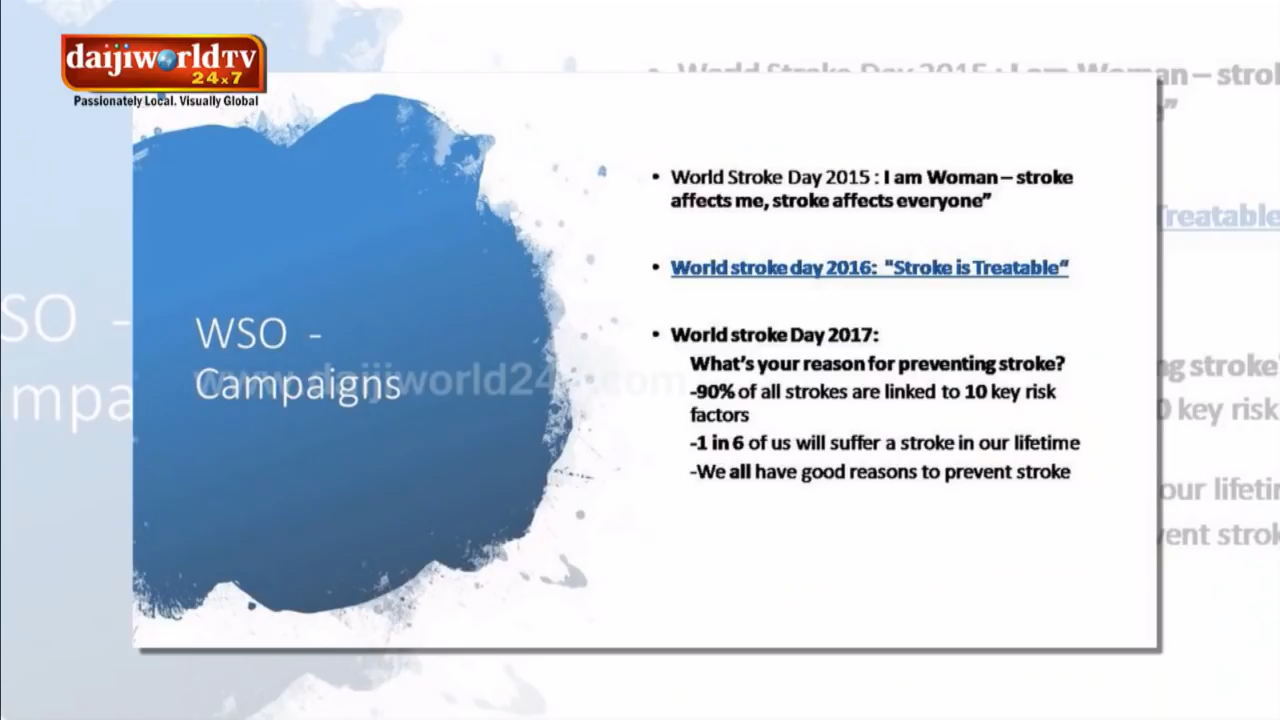 daijiworldTV
24x7
Passionately Local. Visually Global
WSO -
Campaigns
• World Stroke Day 2015 : I am Woman – stroke
affects me, stroke affects everyone”
• World stroke day 2016: "Stroke is Treatable“
• World stroke Day 2017:
What’s your reason for preventing stroke?
-90% of all strokes are linked to 10 key risk
factors
-1 in 6 of us will suffer a stroke in our lifetime
-We all have good reasons to prevent stroke